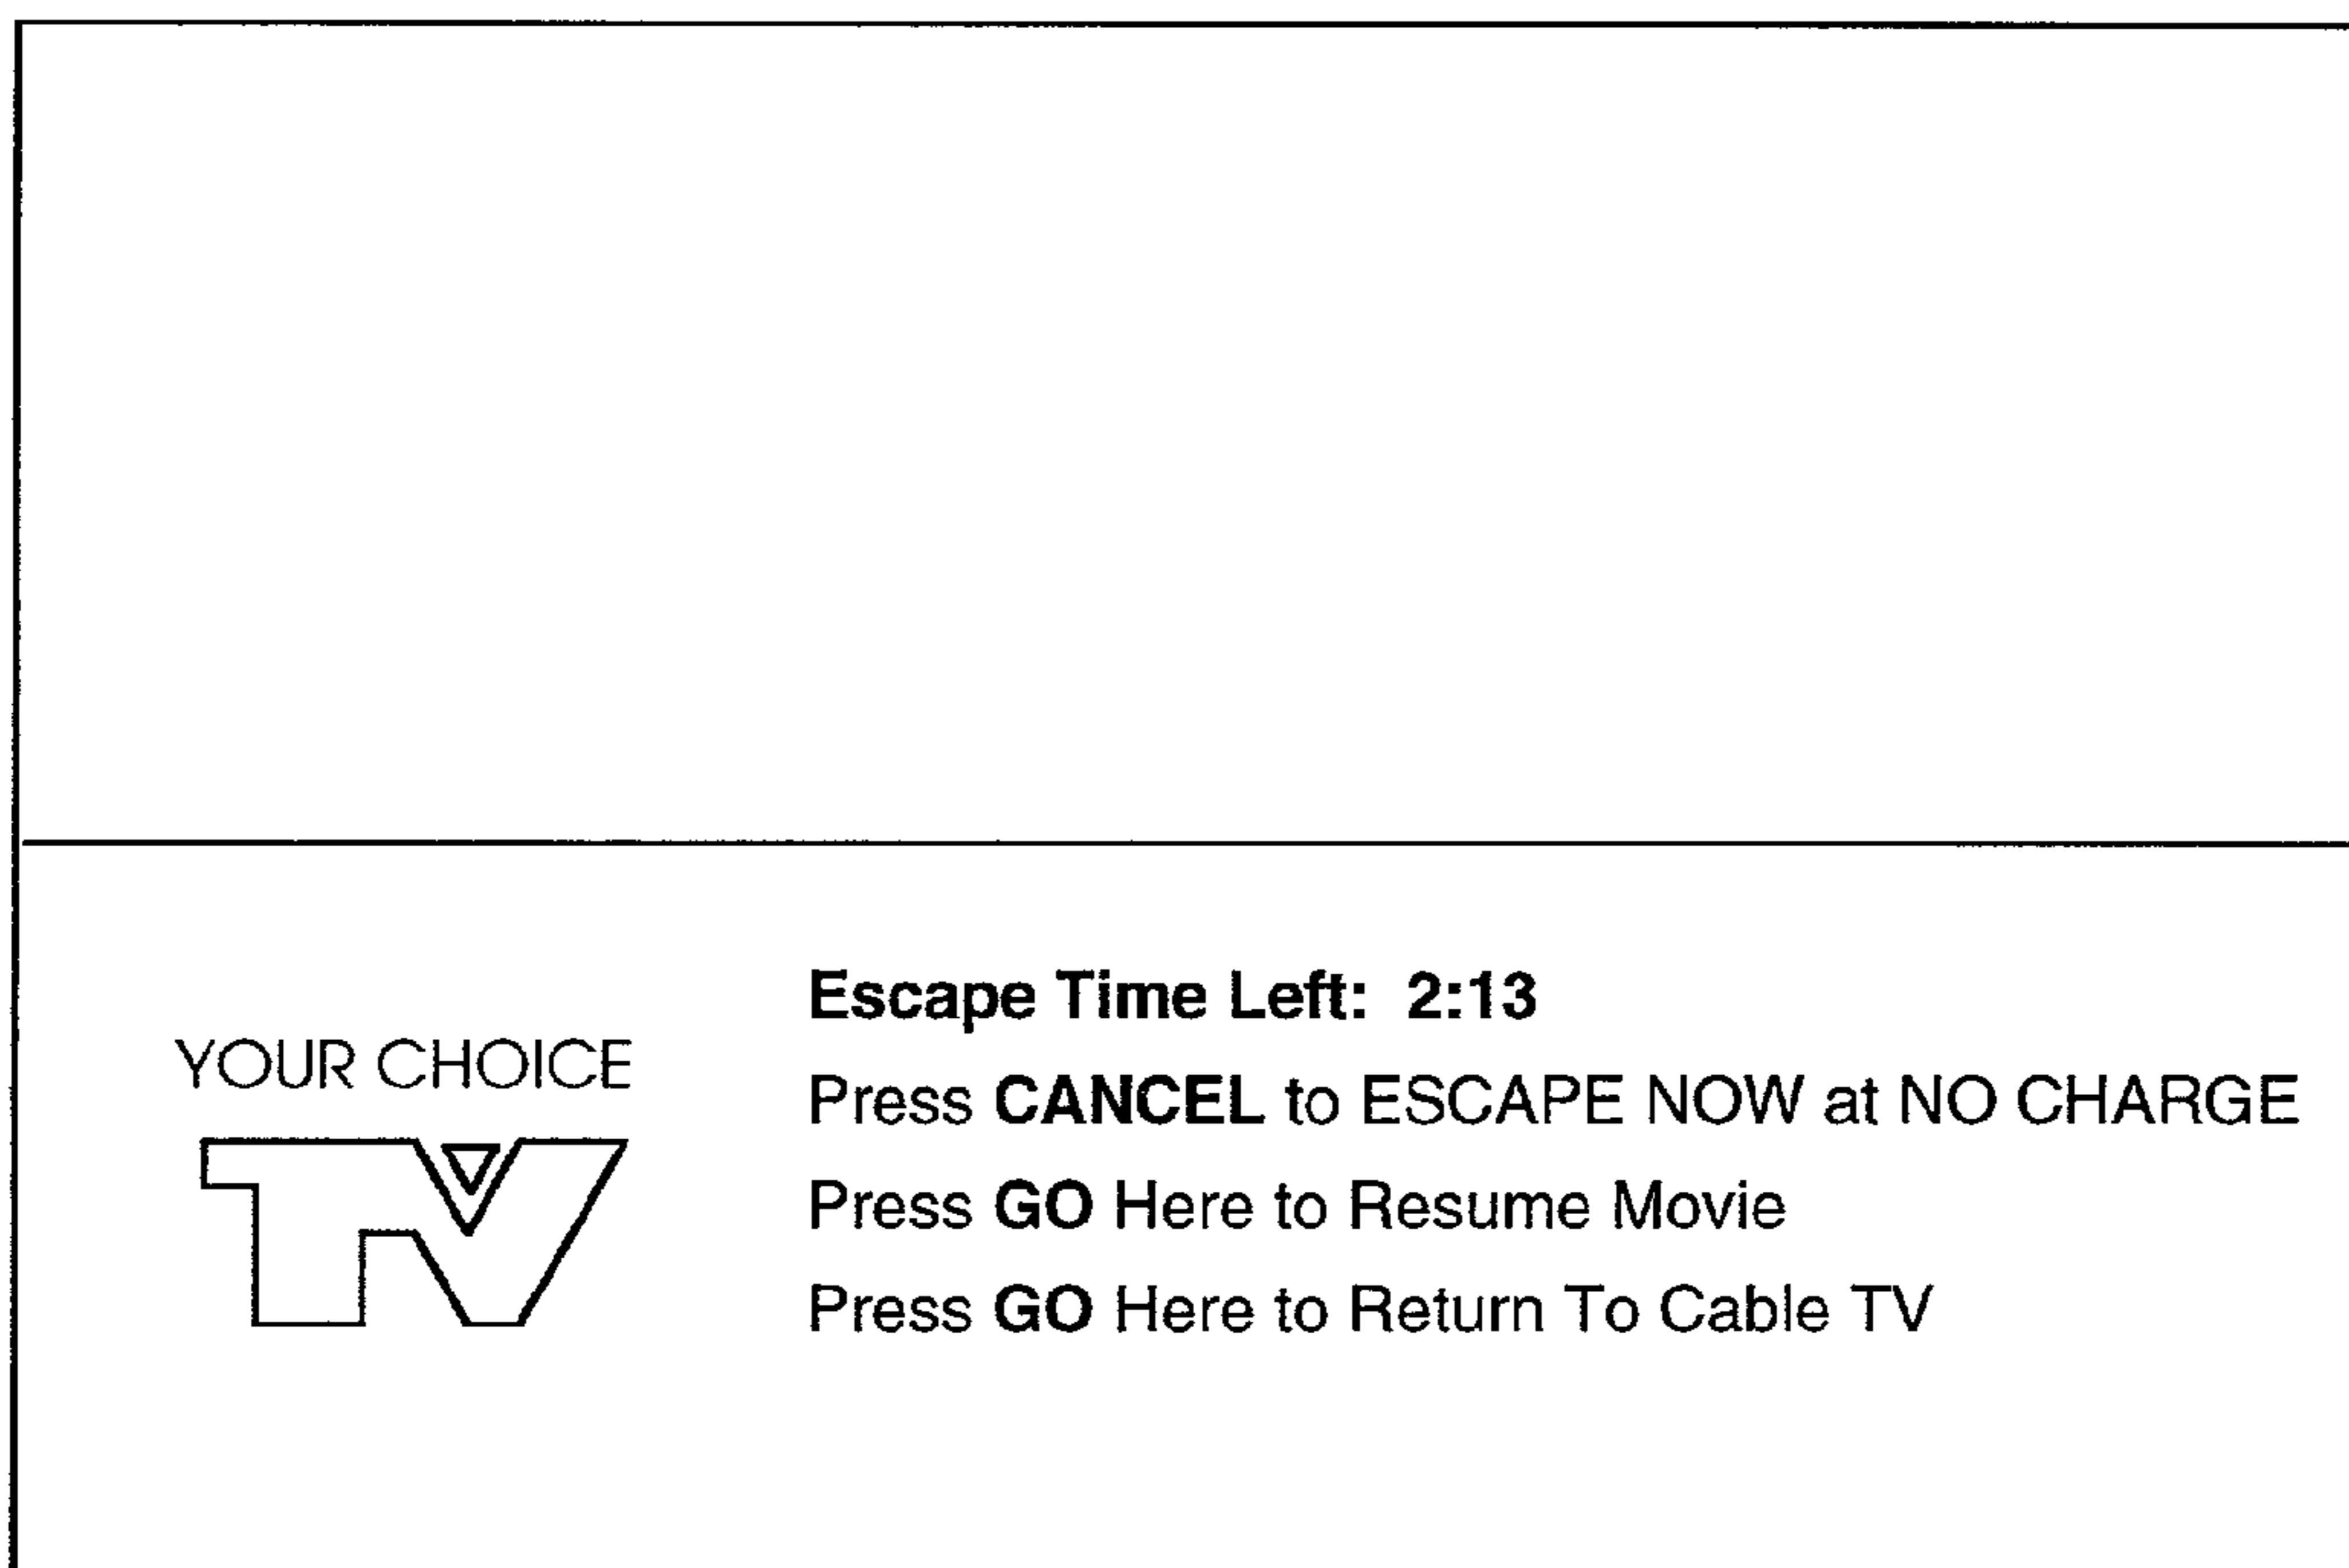 Escape Time Left: 2:13
YOUR CHOICE
TV
Press CANCEL to ESCAPE NOW at NO CHARGE
Press GO Here to Resume Movie
Press GO Here to Return To Cable TV